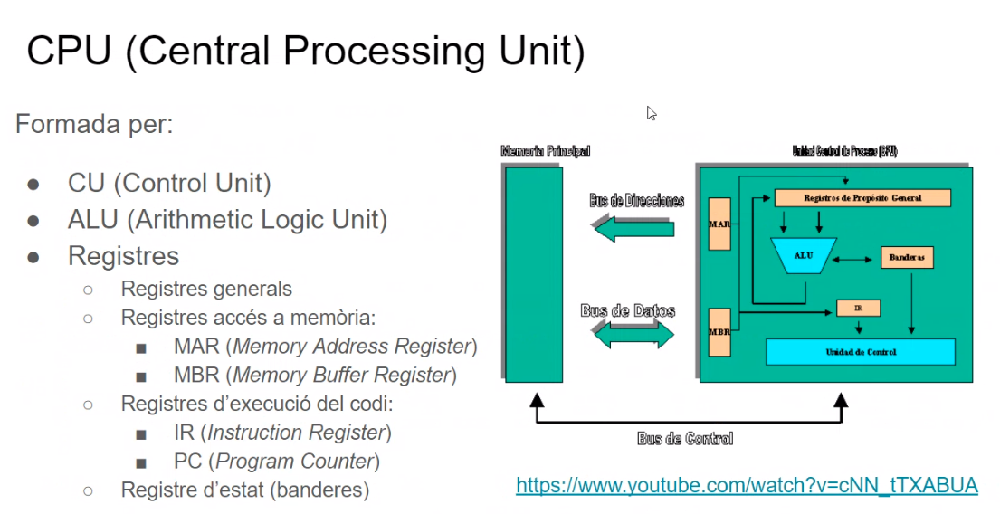 CPU (Central Processing Unit)
Formada per:
● CU (Control Unit)
● ALU (Arithmetic Logic Unit)
● Registres
○ Registres generals
○ Registres accés a memòria:
■ MAR (Memory Address Register)
■ MBR (Memory Buffer Register)
○ Registres d'execució del codi:
■ IR (Instruction Register)
■ PC (Program Counter)
○ Registre d'estat (banderes)
Memoria Principal
Unidad Central de Proceso (CPU)
Bus de Direcciones
Bus de Datos
Bus de Control
MAR
MBR
Registros de Propósito General
ALU
Banderas
IR
Unidad de Control
https://www.youtube.com/watch?v=cNN_tTXABUA